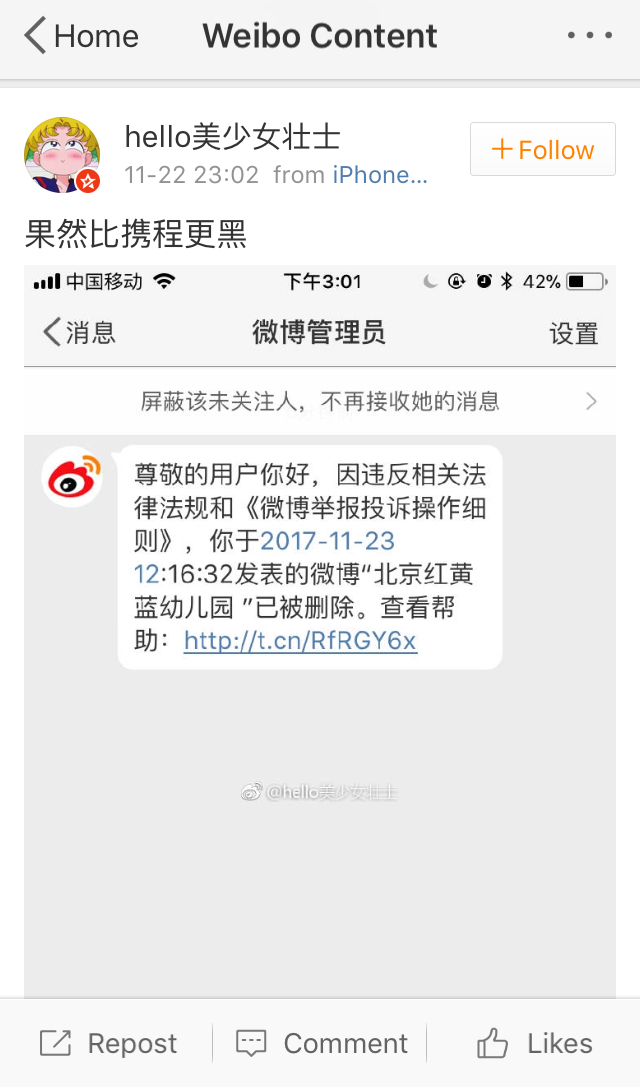 Home
Weibo Content
hello美少女壮士
11-22 23:02 from iPhone...
+Follow
果然比携程更黑
中国移动
下午3:01
42%
消息
微博管理员
设置
屏蔽该未关注人，不再接收她的消息
尊敬的用户你好，因违反相关法
律法规和《微博举报投诉操作细
则》，你于2017-11-23
12:16:32发表的微博“北京红黄
蓝幼儿园 ”已被删除。查看帮
助：http://t.cn/RfRGY6x
@hello美少女壮士
Repost
Comment
Likes